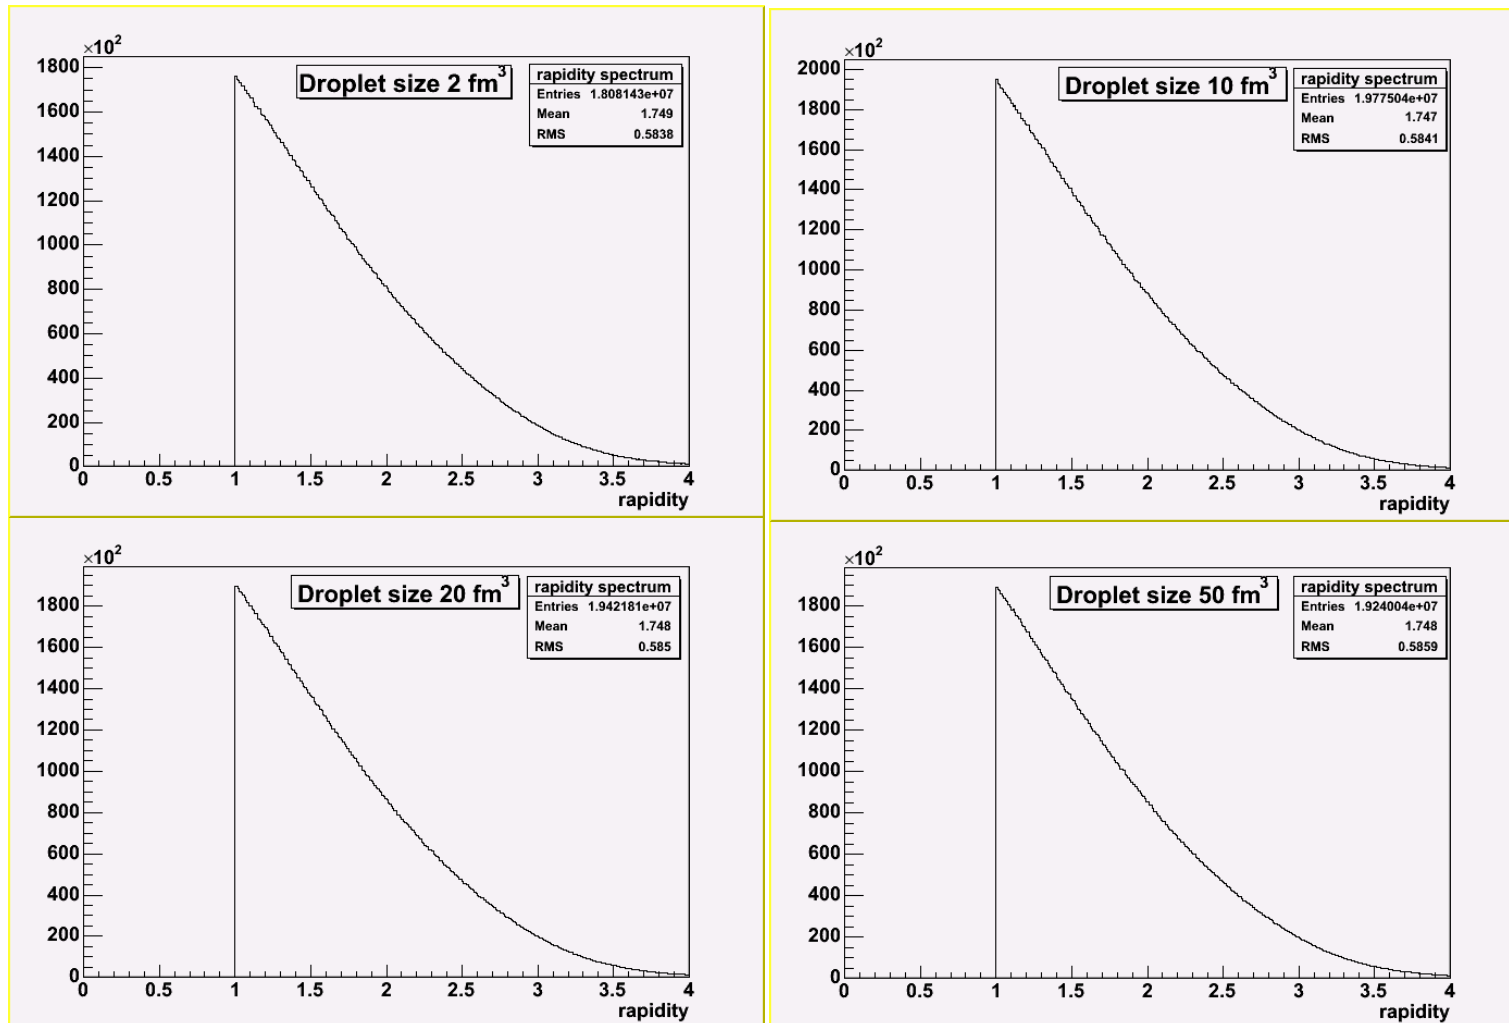 ×10²
1800
1600
1400
1200
1000
800
600
400
200
0
0 0.5 1 1.5 2 2.5 3 3.5 4
rapidity
Droplet size 2 fm³
rapidity spectrum
Entries 1.808143e+07
Mean 1.749
RMS 0.5838
×10²
2000
1800
1600
1400
1200
1000
800
600
400
200
0
0 0.5 1 1.5 2 2.5 3 3.5 4
rapidity
Droplet size 10 fm³
rapidity spectrum
Entries 1.977504e+07
Mean 1.747
RMS 0.5841
×10²
1800
1600
1400
1200
1000
800
600
400
200
0
0 0.5 1 1.5 2 2.5 3 3.5 4
rapidity
Droplet size 20 fm³
rapidity spectrum
Entries 1.942181e+07
Mean 1.748
RMS 0.585
×10²
1800
1600
1400
1200
1000
800
600
400
200
0
0 0.5 1 1.5 2 2.5 3 3.5 4
rapidity
Droplet size 50 fm³
rapidity spectrum
Entries 1.924004e+07
Mean 1.748
RMS 0.5859